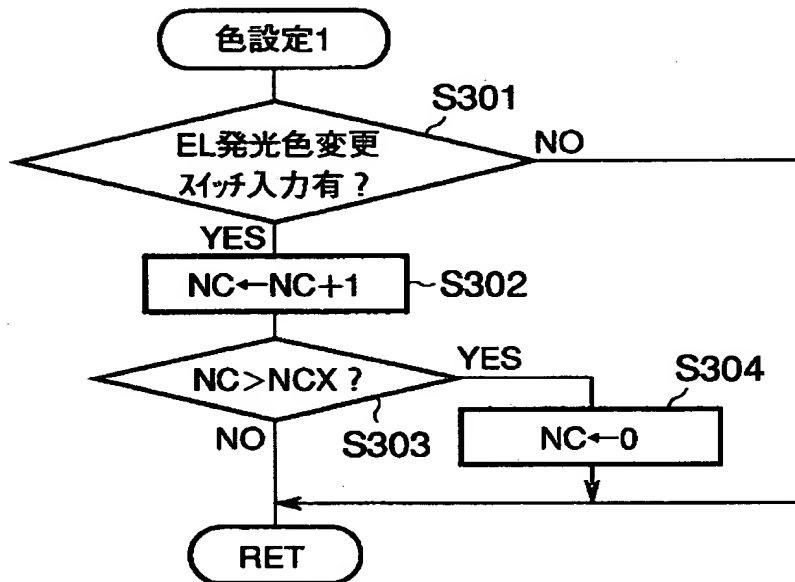 色設定1
S301
EL発光色変更
スイッチ入力有?
NO
YES
NC←NC+1
S302
NC>NCX?
YES
S304
NO
S303
NC←0
RET